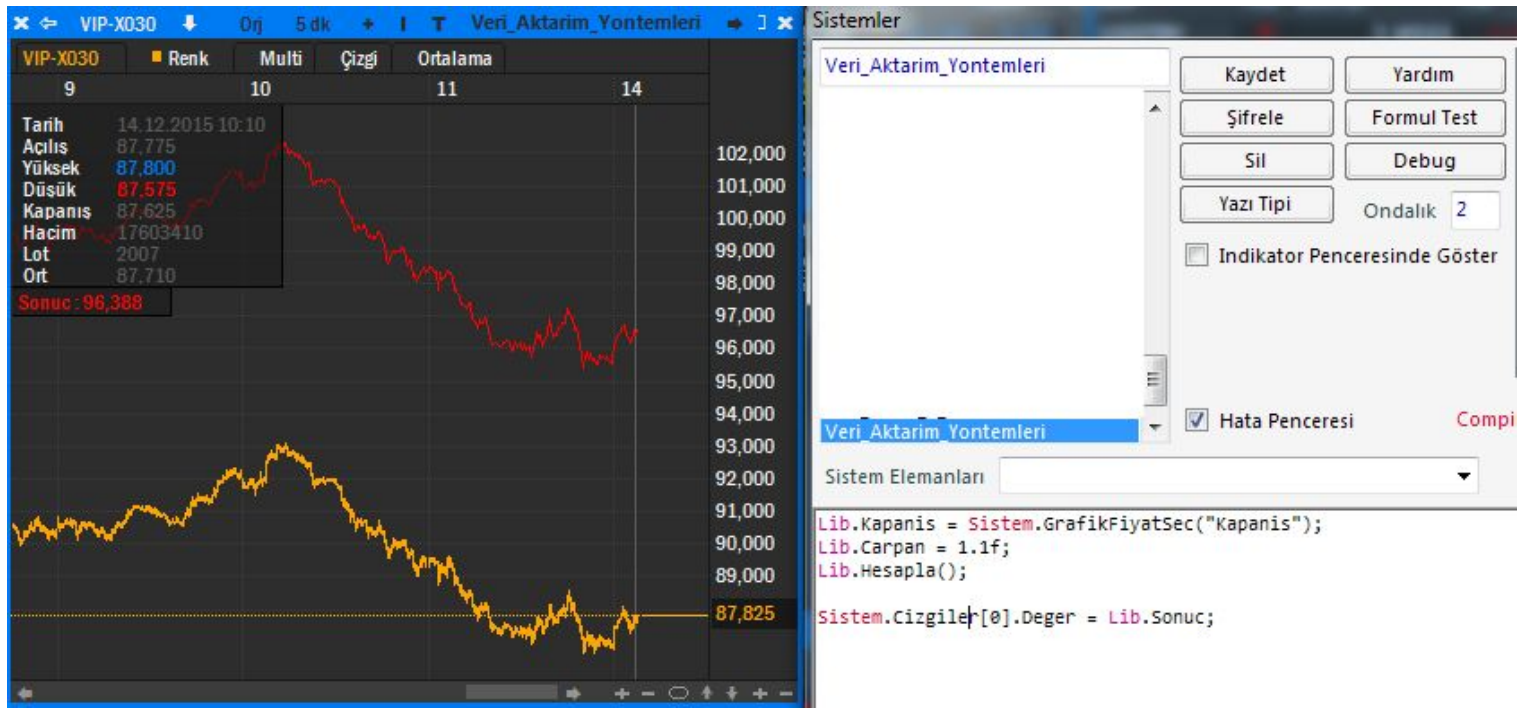 VIP-X030 Orj 5 dk + I T Veri_Aktarim_Yontemleri
VIP-X030 Renk Multi Çizgi Ortalama
9 10 11 14
Tarih 14.12.2015 10:10
Açılış 87,775
Yüksek 87,800
Düşük 87,575
Kapanış 87,625
Hacim 17603410
Lot 2007
Ort 87,710
Sonuc : 96,388
102,000
101,000
100,000
99,000
98,000
97,000
96,000
95,000
94,000
93,000
92,000
91,000
90,000
89,000
87,825
Sistemler
Veri_Aktarim_Yontemleri
Kaydet Yardım
Şifrele Formul Test
Sil Debug
Yazı Tipi Ondalık 2
Indikator Penceresinde Göster
Hata Penceresi Compi
Veri_Aktarim_Yontemleri
Sistem Elemanları
Lib.Kapanis = Sistem.GrafikFiyatSec("Kapanis");
Lib.Carpan = 1.1f;
Lib.Hesapla();
Sistem.Cizgiler[0].Deger = Lib.Sonuc;